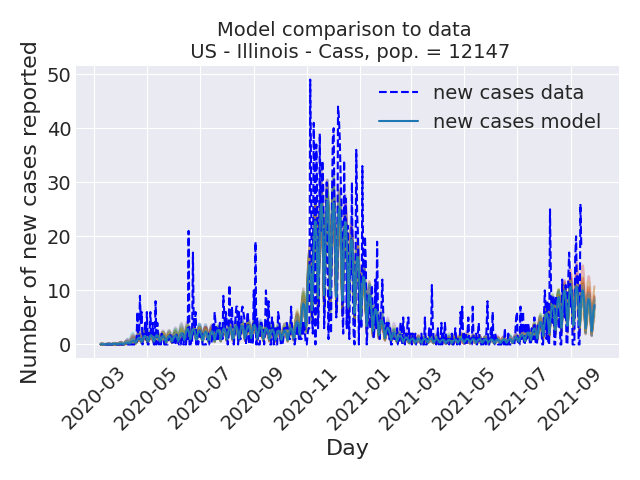 Model comparison to data
US - Illinois - Cass, pop. = 12147
Number of new cases reported
50
40
30
20
10
0
new cases data
new cases model
2020-03
2020-05
2020-07
2020-09
2020-11
2021-01
2021-03
2021-05
2021-07
2021-09
Day